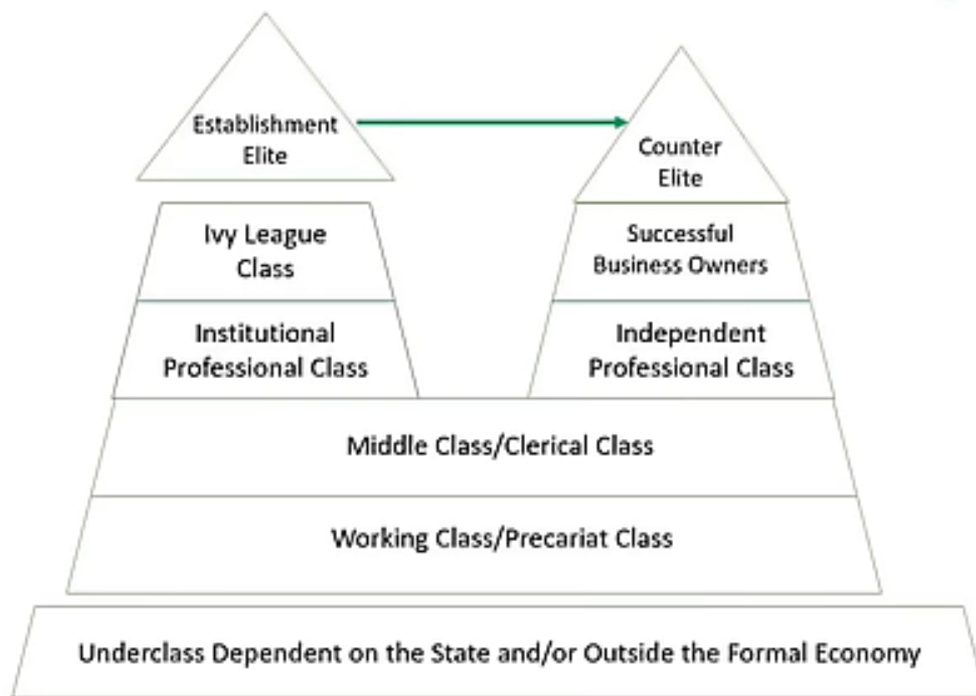 Establishment
Elite
Counter
Elite
Ivy League
Class
Successful
Business Owners
Institutional
Professional Class
Independent
Professional Class
Middle Class/Clerical Class
Working Class/Precariat Class
Underclass Dependent on the State and/or Outside the Formal Economy